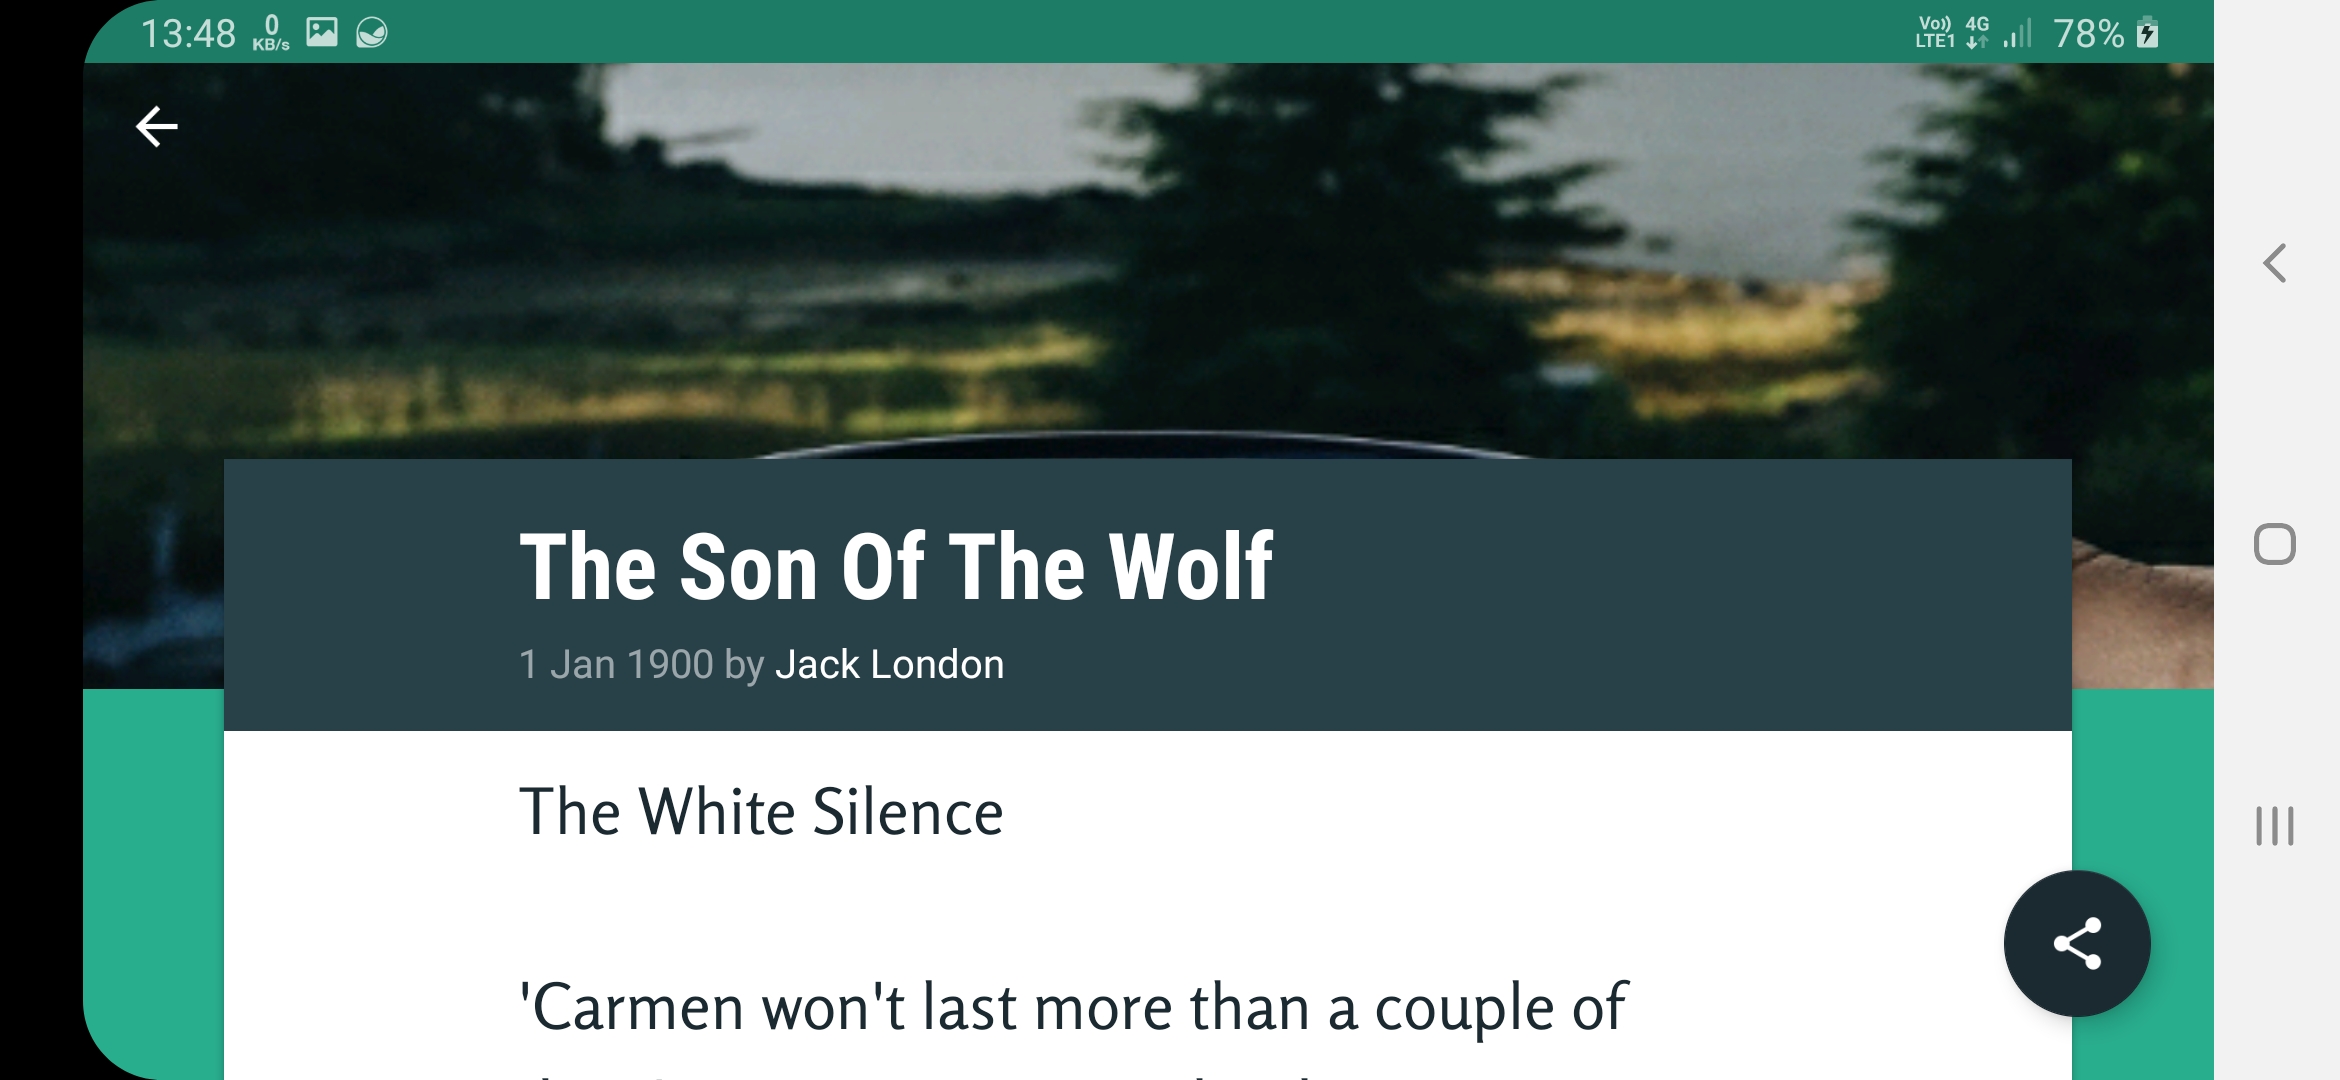 13:48 0 KB/s Vo)) LTE1 4G 78%
The Son Of The Wolf
1 Jan 1900 by Jack London
The White Silence
'Carmen won't last more than a couple of